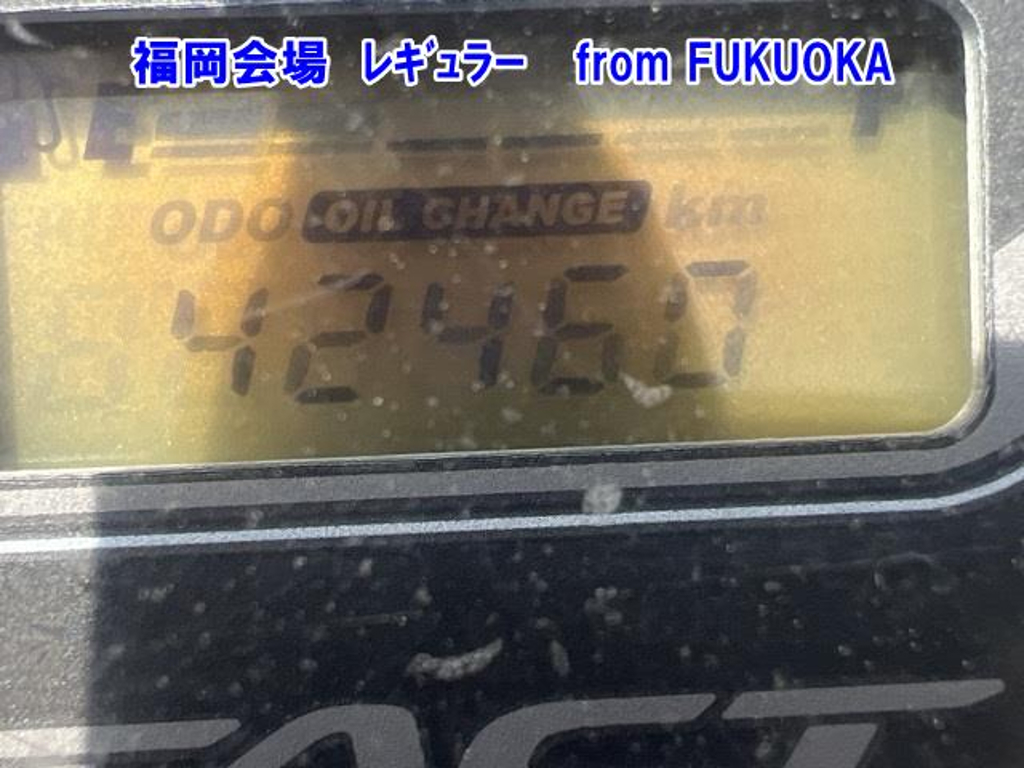 福岡会場 ﾚｷﾞｭﾗｰ from FUKUOKA
E F
ODO OIL CHANGE km
42460